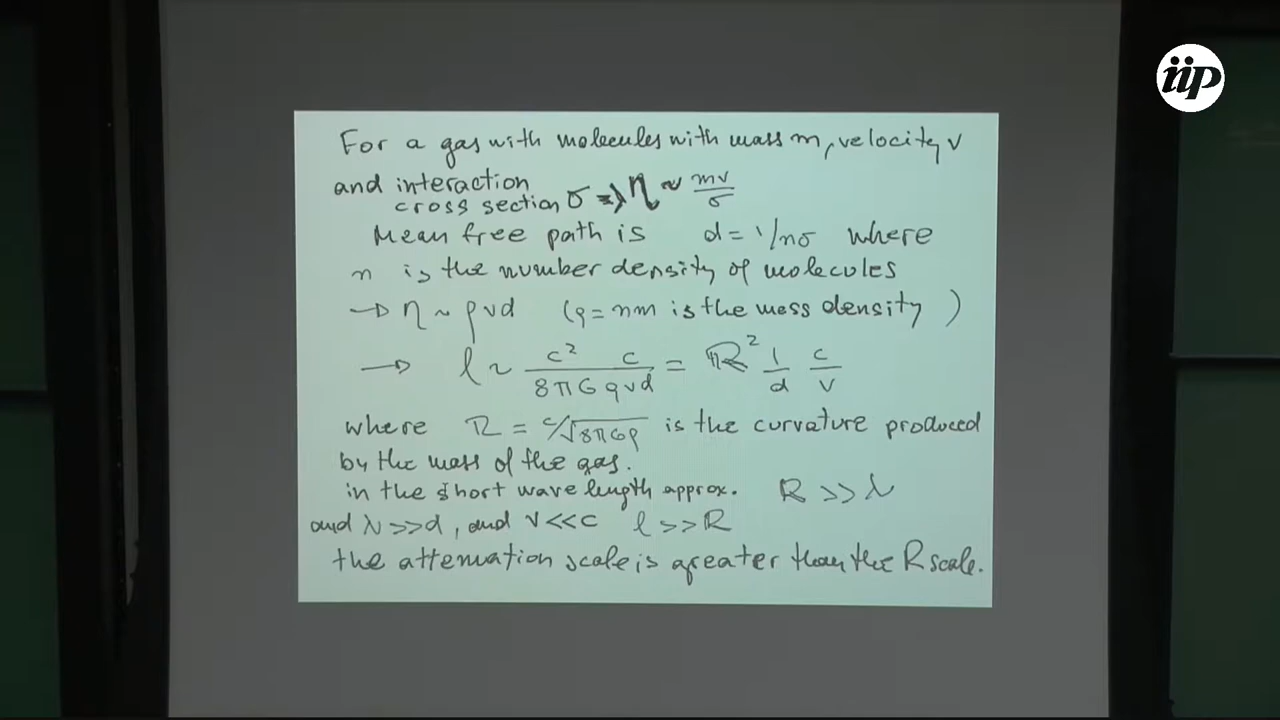 iip
For a gas with molecules with mass m, velocity v
and interaction
cross section σ ⇒ η ~ mv/σ
Mean free path is d = 1/nσ where
n is the number density of molecules
→ η ~ ρvd (ρ = nm is the mass density)
→ l ~ c² c / 8πG ρvd = R² 1/d c/v
where R = c/√8πGρ is the curvature produced
by the mass of the gas.
in the short wave length approx. R >> λ
and λ >> d, and v << c l >> R
the attenuation scale is greater than the R scale.